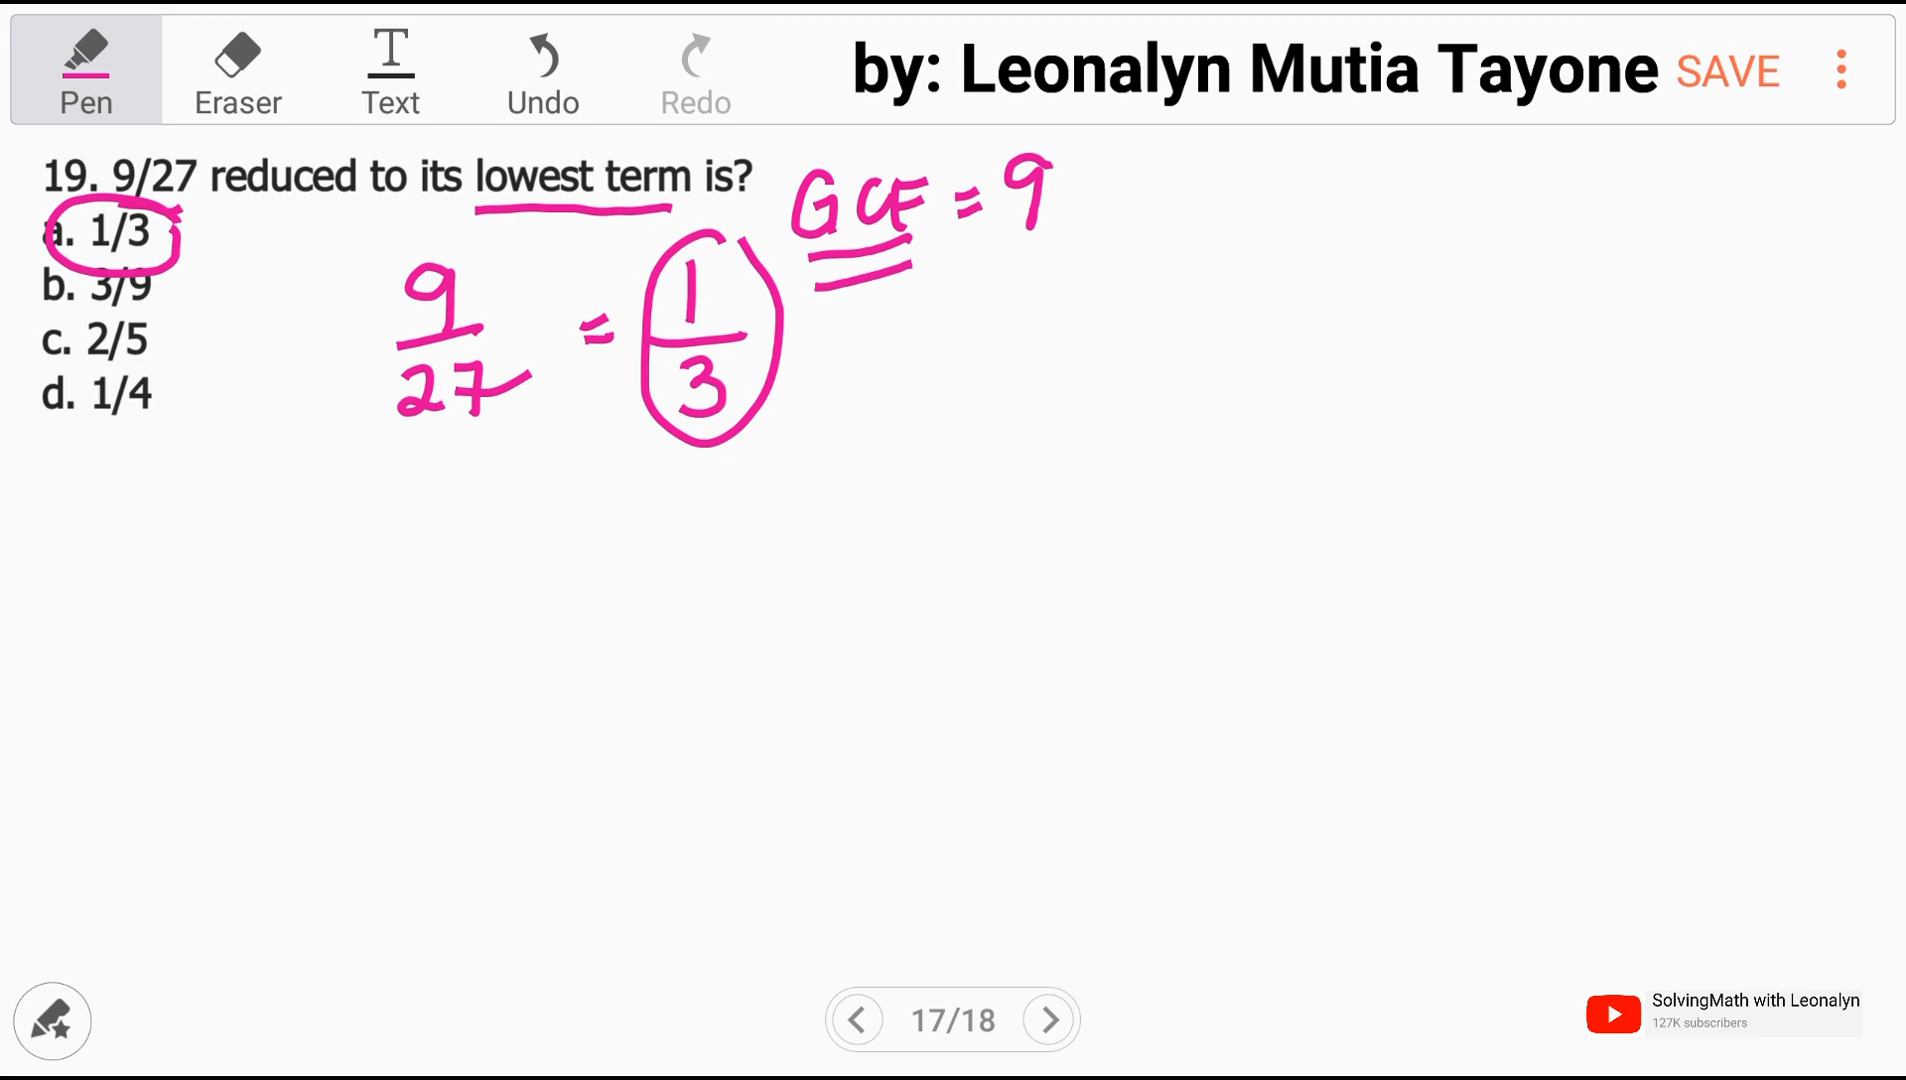 Pen
Eraser
Text
Undo
Redo
by: Leonalyn Mutia Tayone
SAVE
19. 9/27 reduced to its lowest term is?
a. 1/3
b. 3/9
c. 2/5
d. 1/4
GCF = 9
9/27 = 1/3
17/18
SolvingMath with Leonalyn
127K subscribers